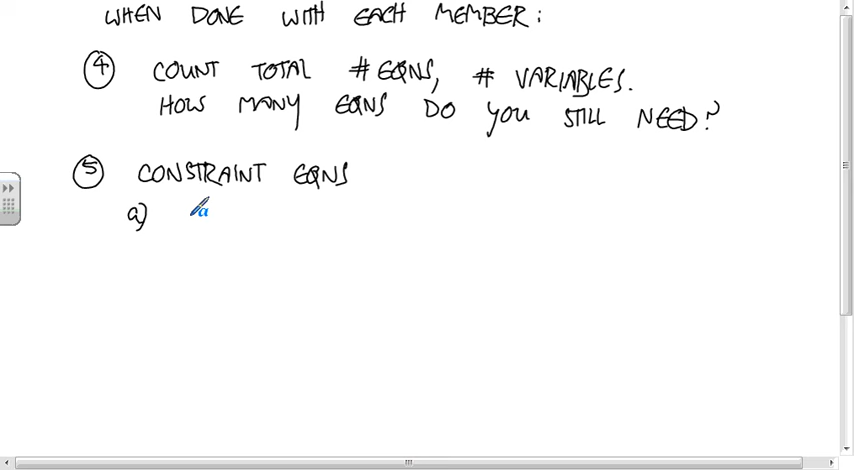 WHEN DONE WITH EACH MEMBER:
④ COUNT TOTAL # EQNS, # VARIABLES.
HOW MANY EQNS DO YOU STILL NEED?
⑤ CONSTRAINT EQNS
a)